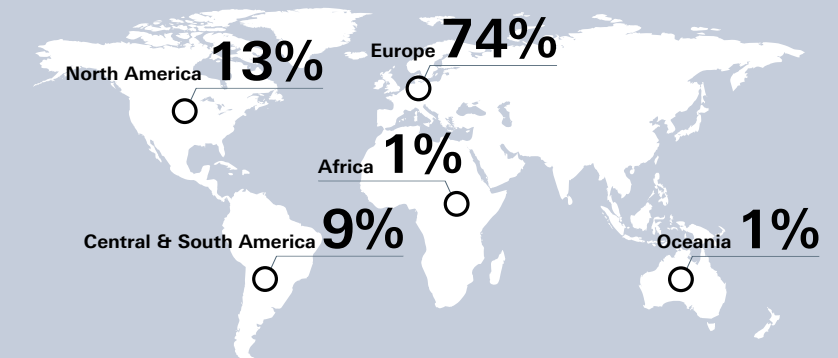 North America 13%
Europe 74%
Africa 1%
Central & South America 9%
Oceania 1%